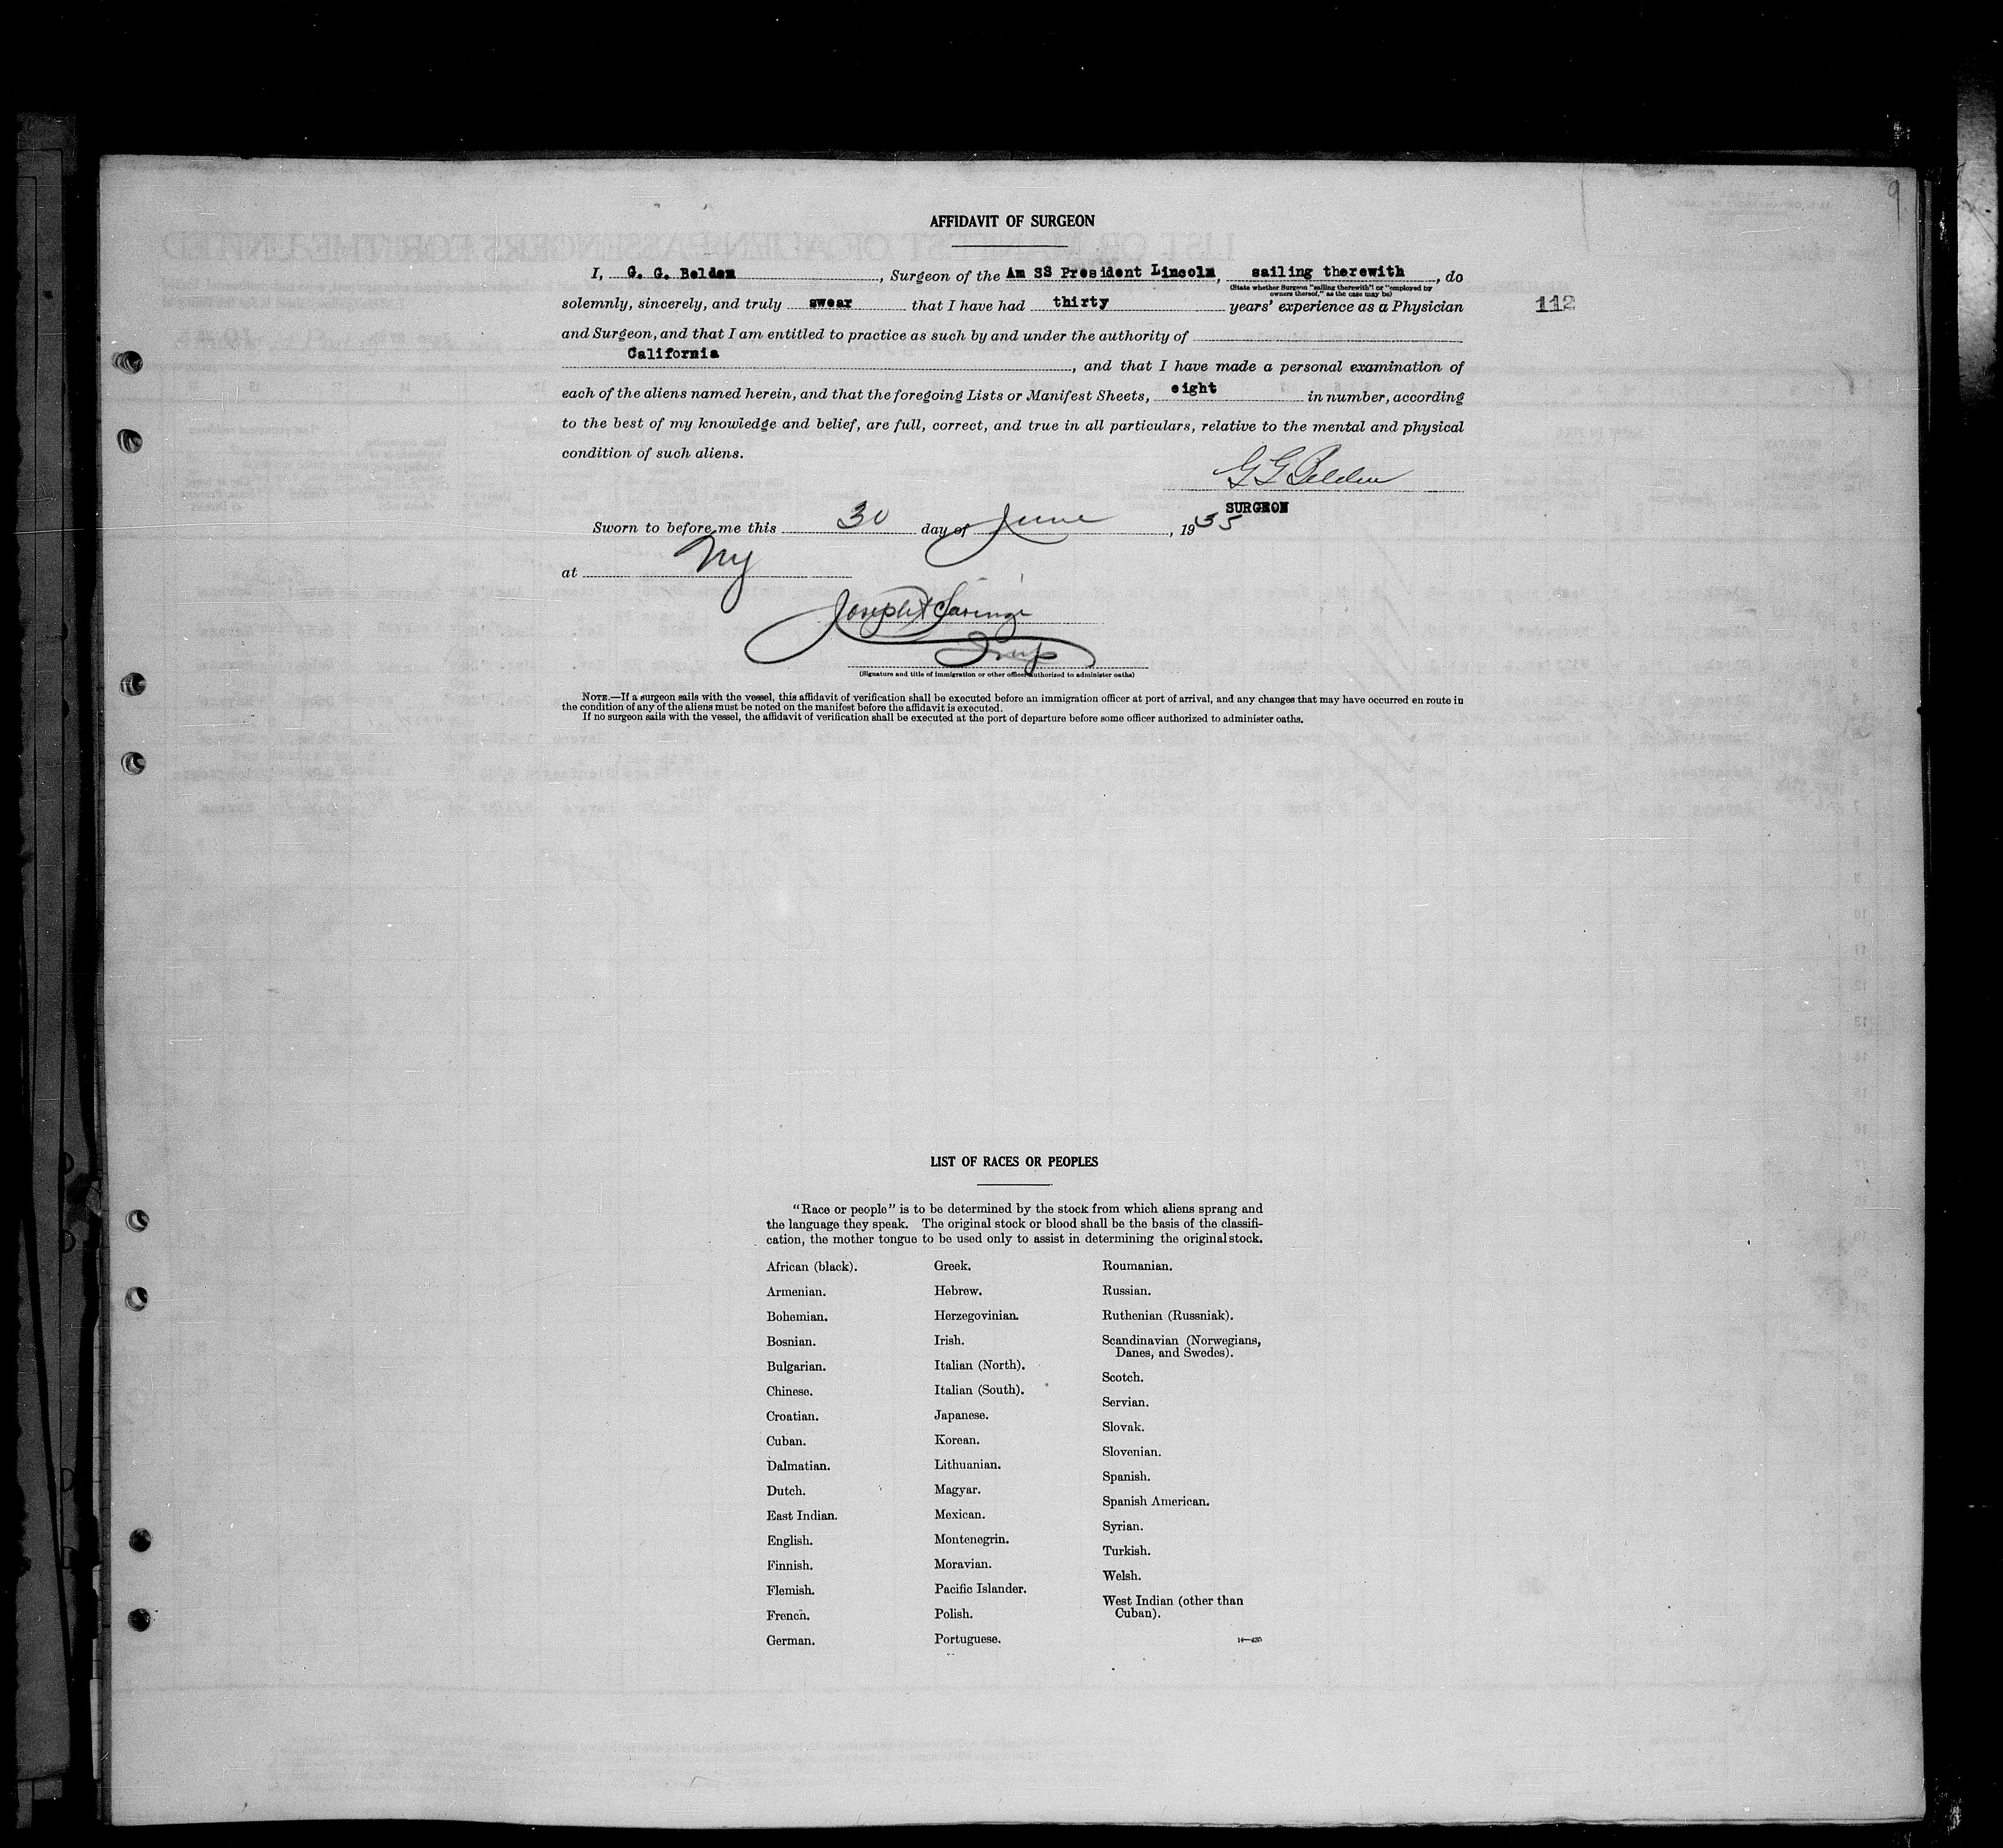 9
AFFIDAVIT OF SURGEON
I, G. G. Belden, Surgeon of the Am SS President Lincoln, sailing therewith, do
(State whether Surgeon "sailing therewith" or "employed by
owners thereof," as the case may be)
solemnly, sincerely, and truly swear that I have had thirty years' experience as a Physician
112
and Surgeon, and that I am entitled to practice as such by and under the authority of
California, and that I have made a personal examination of
each of the aliens named herein, and that the foregoing Lists or Manifest Sheets, eight in number, according
to the best of my knowledge and belief, are full, correct, and true in all particulars, relative to the mental and physical
condition of such aliens.
G G Belden
SURGEON
Sworn to before me this 30 day of June, 1935
at NY
Joseph
Insp
(Signature and title of immigration or other officer authorized to administer oaths)
NOTE.—If a surgeon sails with the vessel, this affidavit of verification shall be executed before an immigration officer at port of arrival, and any changes that may have occurred en route in
the condition of any of the aliens must be noted on the manifest before the affidavit is executed.
If no surgeon sails with the vessel, the affidavit of verification shall be executed at the port of departure before some officer authorized to administer oaths.
LIST OF RACES OR PEOPLES
"Race or people" is to be determined by the stock from which aliens sprang and
the language they speak. The original stock or blood shall be the basis of the classifi-
cation, the mother tongue to be used only to assist in determining the original stock.
African (black).
Armenian.
Bohemian.
Bosnian.
Bulgarian.
Chinese.
Croatian.
Cuban.
Dalmatian.
Dutch.
East Indian.
English.
Finnish.
Flemish.
French.
German.
Greek.
Hebrew.
Herzegovinian.
Irish.
Italian (North).
Italian (South).
Japanese.
Korean.
Lithuanian.
Magyar.
Mexican.
Montenegrin.
Moravian.
Pacific Islander.
Polish.
Portuguese.
Roumanian.
Russian.
Ruthenian (Russniak).
Scandinavian (Norwegians,
Danes, and Swedes).
Scotch.
Servian.
Slovak.
Slovenian.
Spanish.
Spanish American.
Syrian.
Turkish.
Welsh.
West Indian (other than
Cuban).